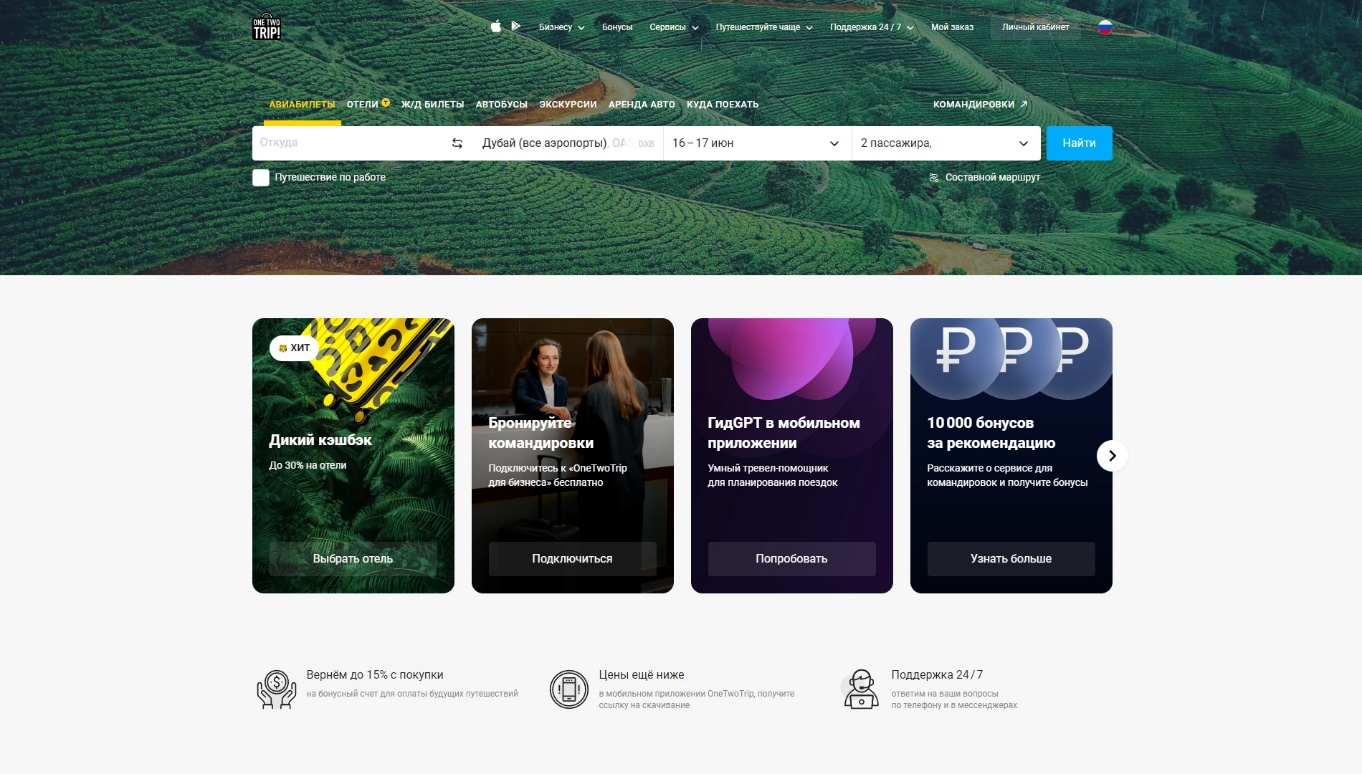 ONE TWO
TRIP!
Бизнесу
Бонусы
Сервисы
Путешествуйте чаще
Поддержка 24 / 7
Мой заказ
Личный кабинет
АВИАБИЛЕТЫ
ОТЕЛИ
Ж/Д БИЛЕТЫ
АВТОБУСЫ
ЭКСКУРСИИ
АРЕНДА АВТО
КУДА ПОЕХАТЬ
КОМАНДИРОВКИ
Откуда
Дубай (все аэропорты), ОА
DXB
16 – 17 июн
2 пассажира,
Найти
Путешествие по работе
Составной маршрут
ХИТ
Дикий кэшбэк
До 30% на отели
Выбрать отель
Бронируйте
командировки
Подключитесь к «OneTwoTrip
для бизнеса» бесплатно
Подключиться
ГидGPT в мобильном
приложении
Умный тревел-помощник
для планирования поездок
Попробовать
₽ ₽ ₽
10 000 бонусов
за рекомендацию
Расскажите о сервисе для
командировок и получите бонусы
Узнать больше
Вернём до 15% с покупки
на бонусный счет для оплаты будущих путешествий
Цены ещё ниже
в мобильном приложении OneTwoTrip, получите
ссылку на скачивание
Поддержка 24/7
ответим на ваши вопросы
по телефону и в мессенджерах